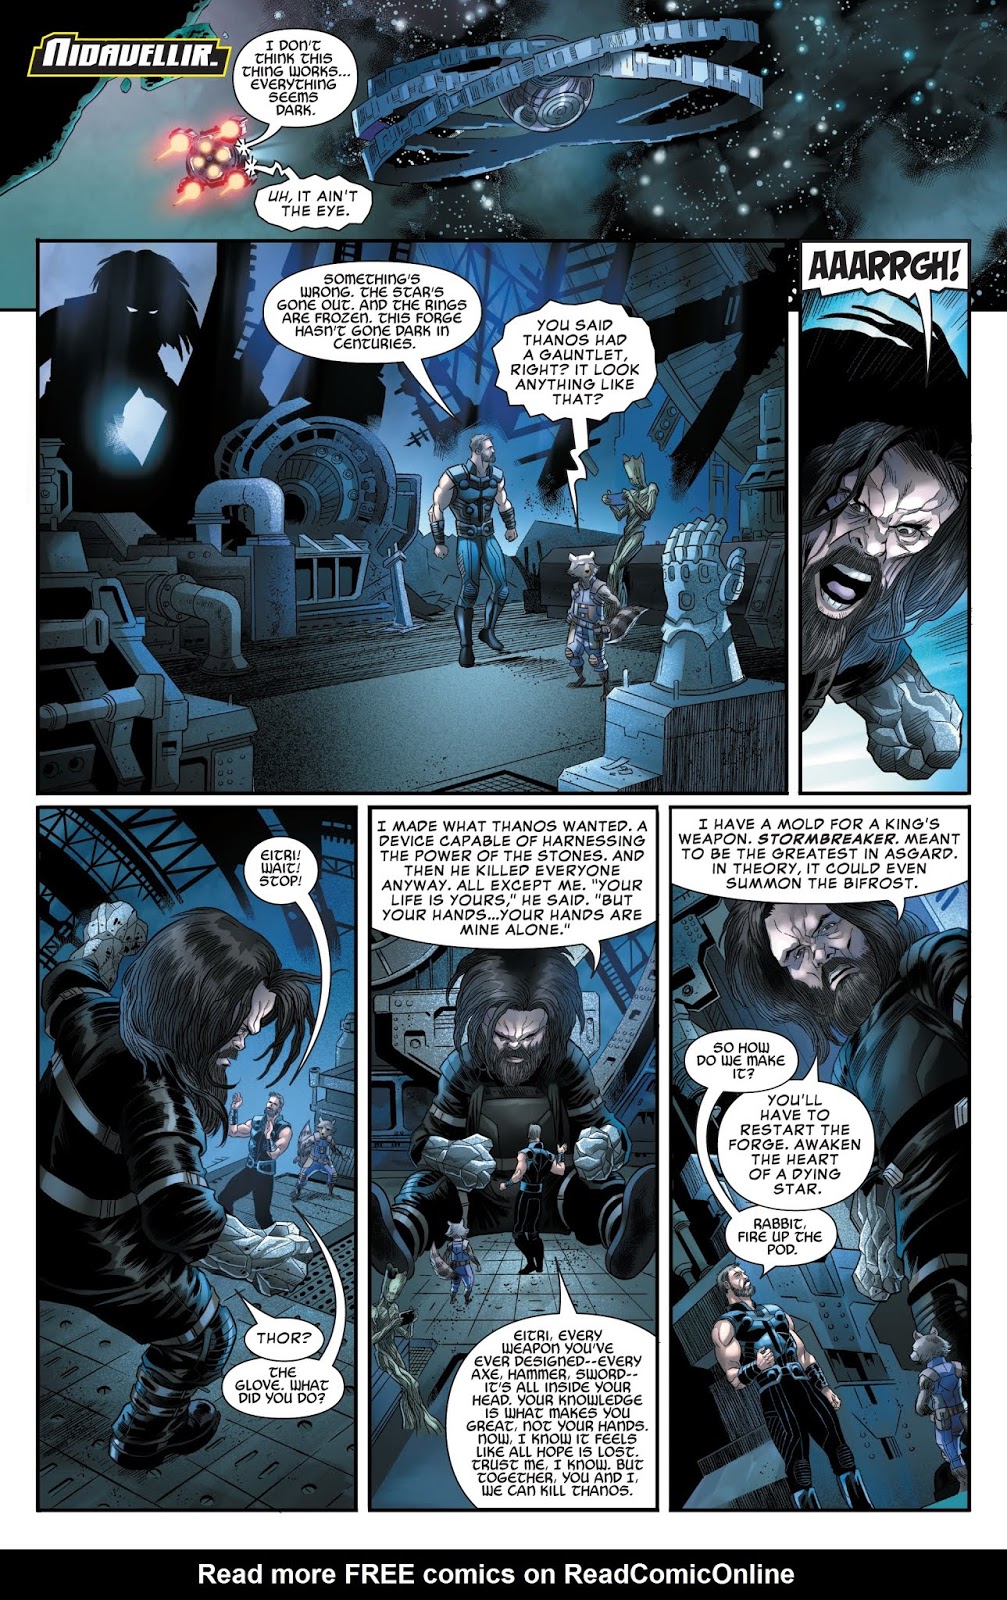 NIDAVELLIR.
I DON'T
THINK THIS
THING WORKS...
EVERYTHING
SEEMS
DARK.
UH, IT AIN'T
THE EYE.
SOMETHING'S
WRONG. THE STAR'S
GONE OUT. AND THE RINGS
ARE FROZEN. THIS FORGE
HASN'T GONE DARK IN
CENTURIES.
YOU SAID
THANOS HAD
A GAUNTLET,
RIGHT? IT LOOK
ANYTHING LIKE
THAT?
AAARRGH!
EITRI!
WAIT!
STOP!
THOR?
THE
GLOVE. WHAT
DID YOU DO?
I MADE WHAT THANOS WANTED. A
DEVICE CAPABLE OF HARNESSING
THE POWER OF THE STONES. AND
THEN HE KILLED EVERYONE
ANYWAY. ALL EXCEPT ME. "YOUR
LIFE IS YOURS," HE SAID. "BUT
YOUR HANDS...YOUR HANDS ARE
MINE ALONE."
EITRI, EVERY
WEAPON YOU'VE
EVER DESIGNED--EVERY
AXE, HAMMER, SWORD--
IT'S ALL INSIDE YOUR
HEAD. YOUR KNOWLEDGE
IS WHAT MAKES YOU
GREAT, NOT YOUR HANDS.
NOW, I KNOW IT FEELS
LIKE ALL HOPE IS LOST.
TRUST ME, I KNOW. BUT
TOGETHER, YOU AND I,
WE CAN KILL THANOS.
I HAVE A MOLD FOR A KING'S
WEAPON. STORMBREAKER. MEANT
TO BE THE GREATEST IN ASGARD.
IN THEORY, IT COULD EVEN
SUMMON THE BIFROST.
SO HOW
DO WE MAKE
IT?
YOU'LL
HAVE TO
RESTART
THE FORGE. AWAKEN
THE HEART
OF A DYING
STAR.
RABBIT,
FIRE UP THE
POD.
Read more FREE comics on ReadComicOnline